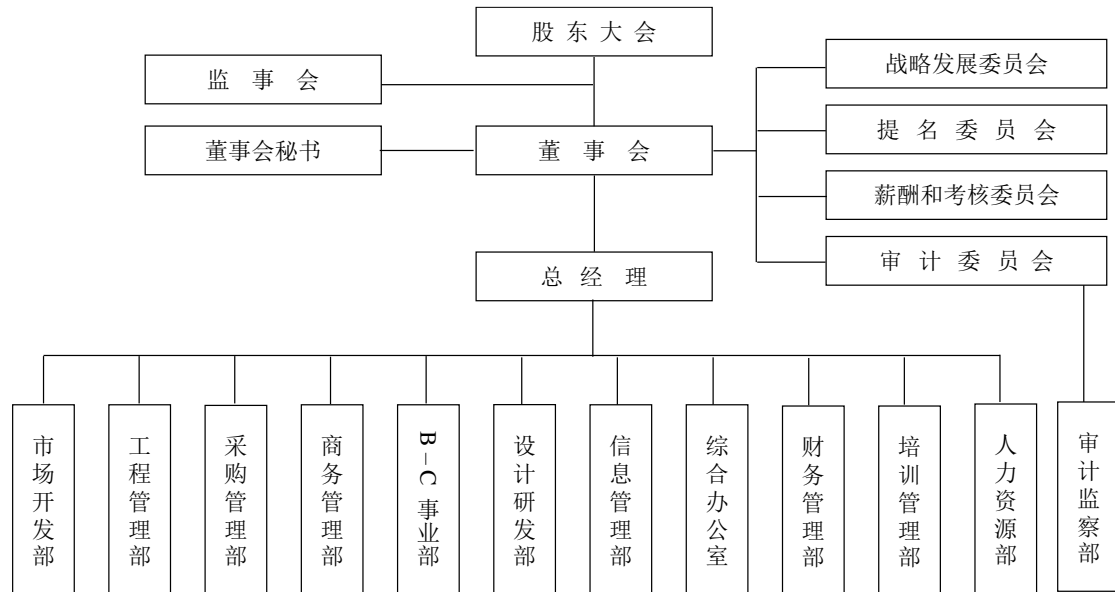 股东大会
监事会
战略发展委员会
提名委员会
董事会秘书
董事会
薪酬和考核委员会
总经理
审计委员会
市场开发部
工程管理部
采购管理部
商务管理部
B-C事业部
设计研发部
信息管理部
综合办公室
财务管理部
培训管理部
人力资源部
审计监察部